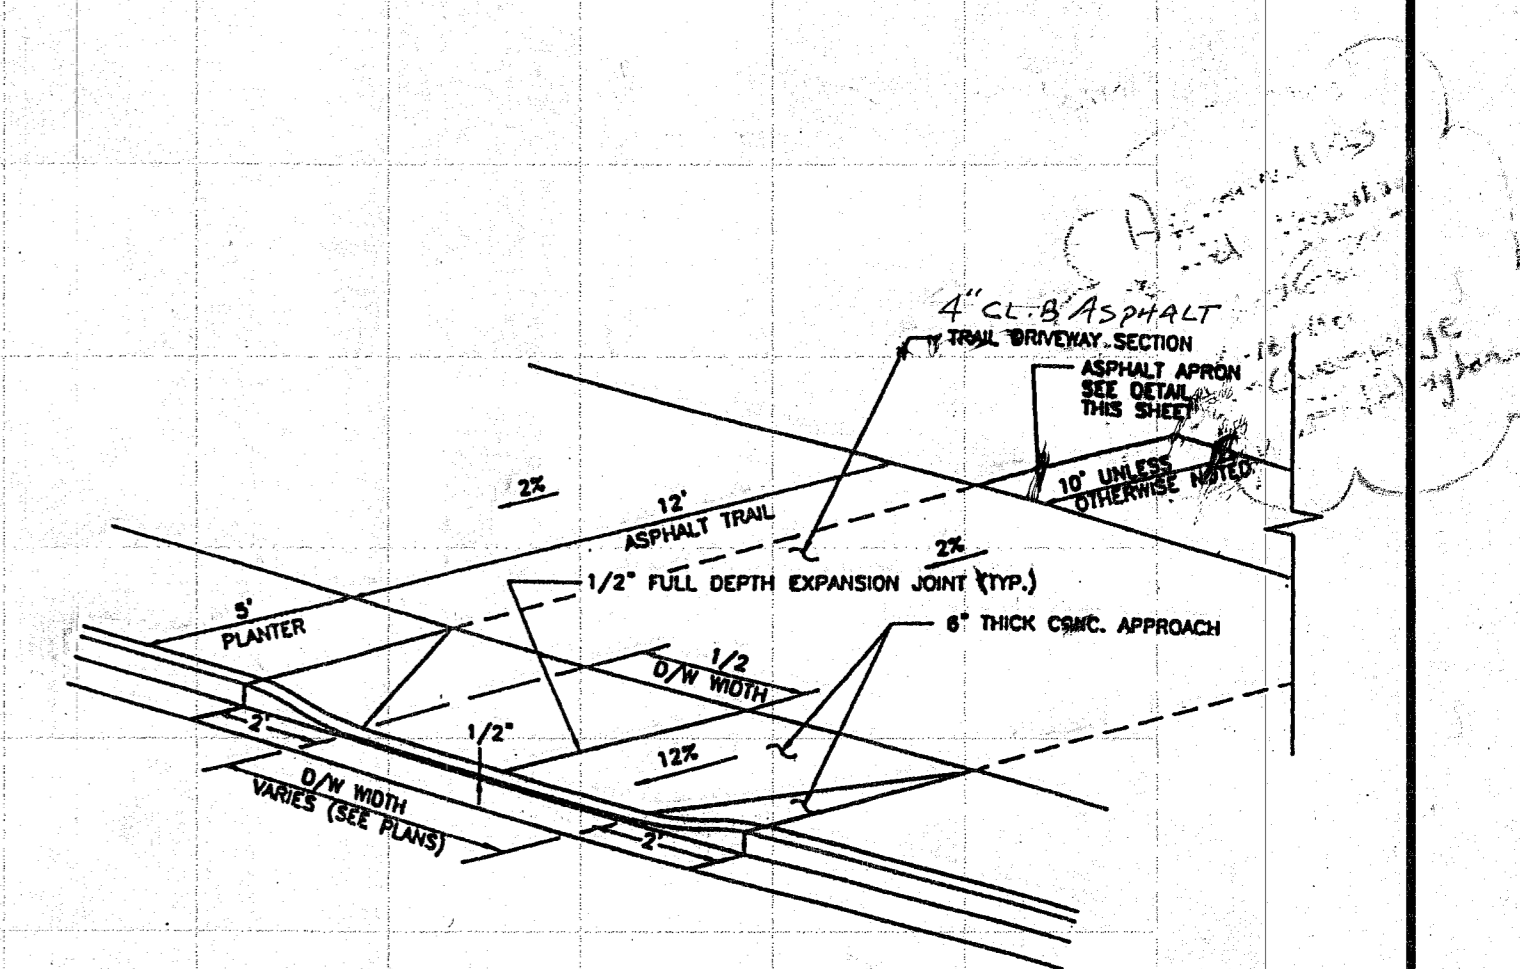 4" CL.B ASPHALT
TRAIL DRIVEWAY SECTION
ASPHALT APRON
SEE DETAIL
THIS SHEET
10' UNLESS
OTHERWISE NOTED
2%
12'
ASPHALT TRAIL
2%
1/2" FULL DEPTH EXPANSION JOINT (TYP.)
5'
PLANTER
6" THICK CONC. APPROACH
1/2
D/W WIDTH
2'
1/2"
12%
D/W WIDTH
VARIES (SEE PLANS)
2'